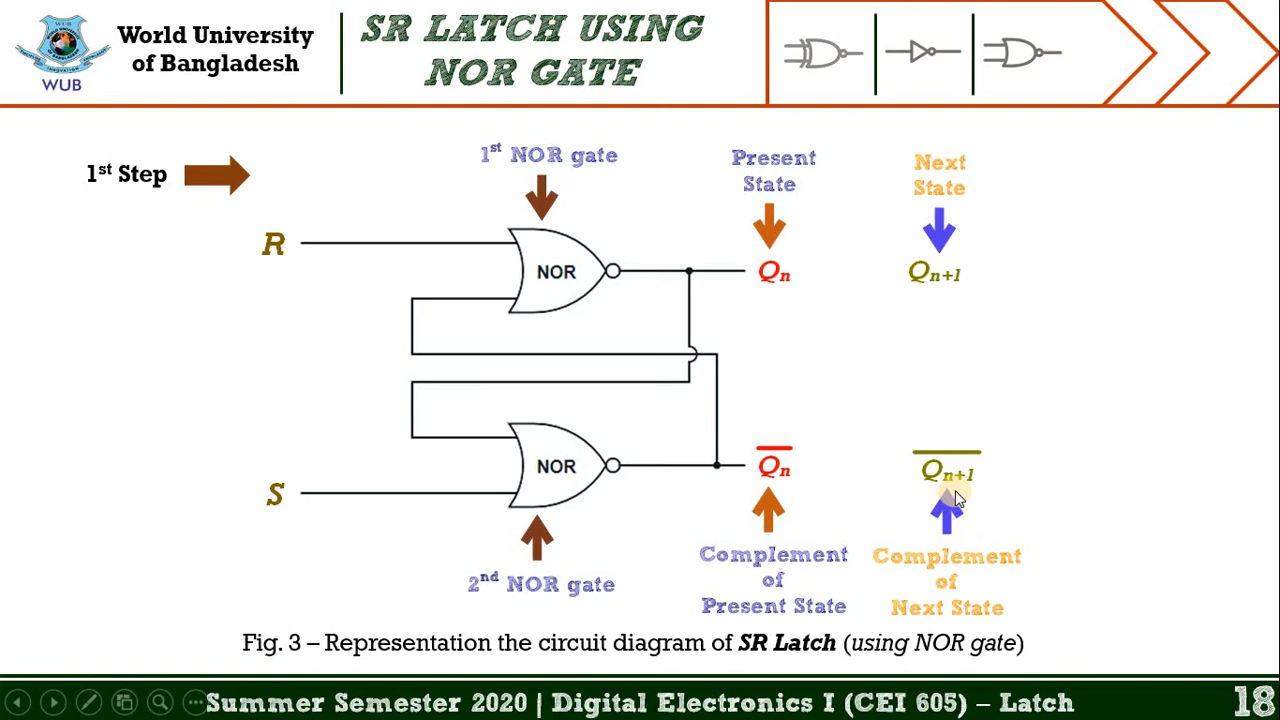 World University
of Bangladesh
WUB
SR LATCH USING
NOR GATE
1st Step
1st NOR gate
Present
State
Next
State
R
NOR
Qn
Qn+1
NOR
S
Q̅n
Q̅n+1
2nd NOR gate
Complement
of
Present State
Complement
of
Next State
Fig. 3 – Representation the circuit diagram of SR Latch (using NOR gate)
Summer Semester 2020 | Digital Electronics I (CEI 605) – Latch
18